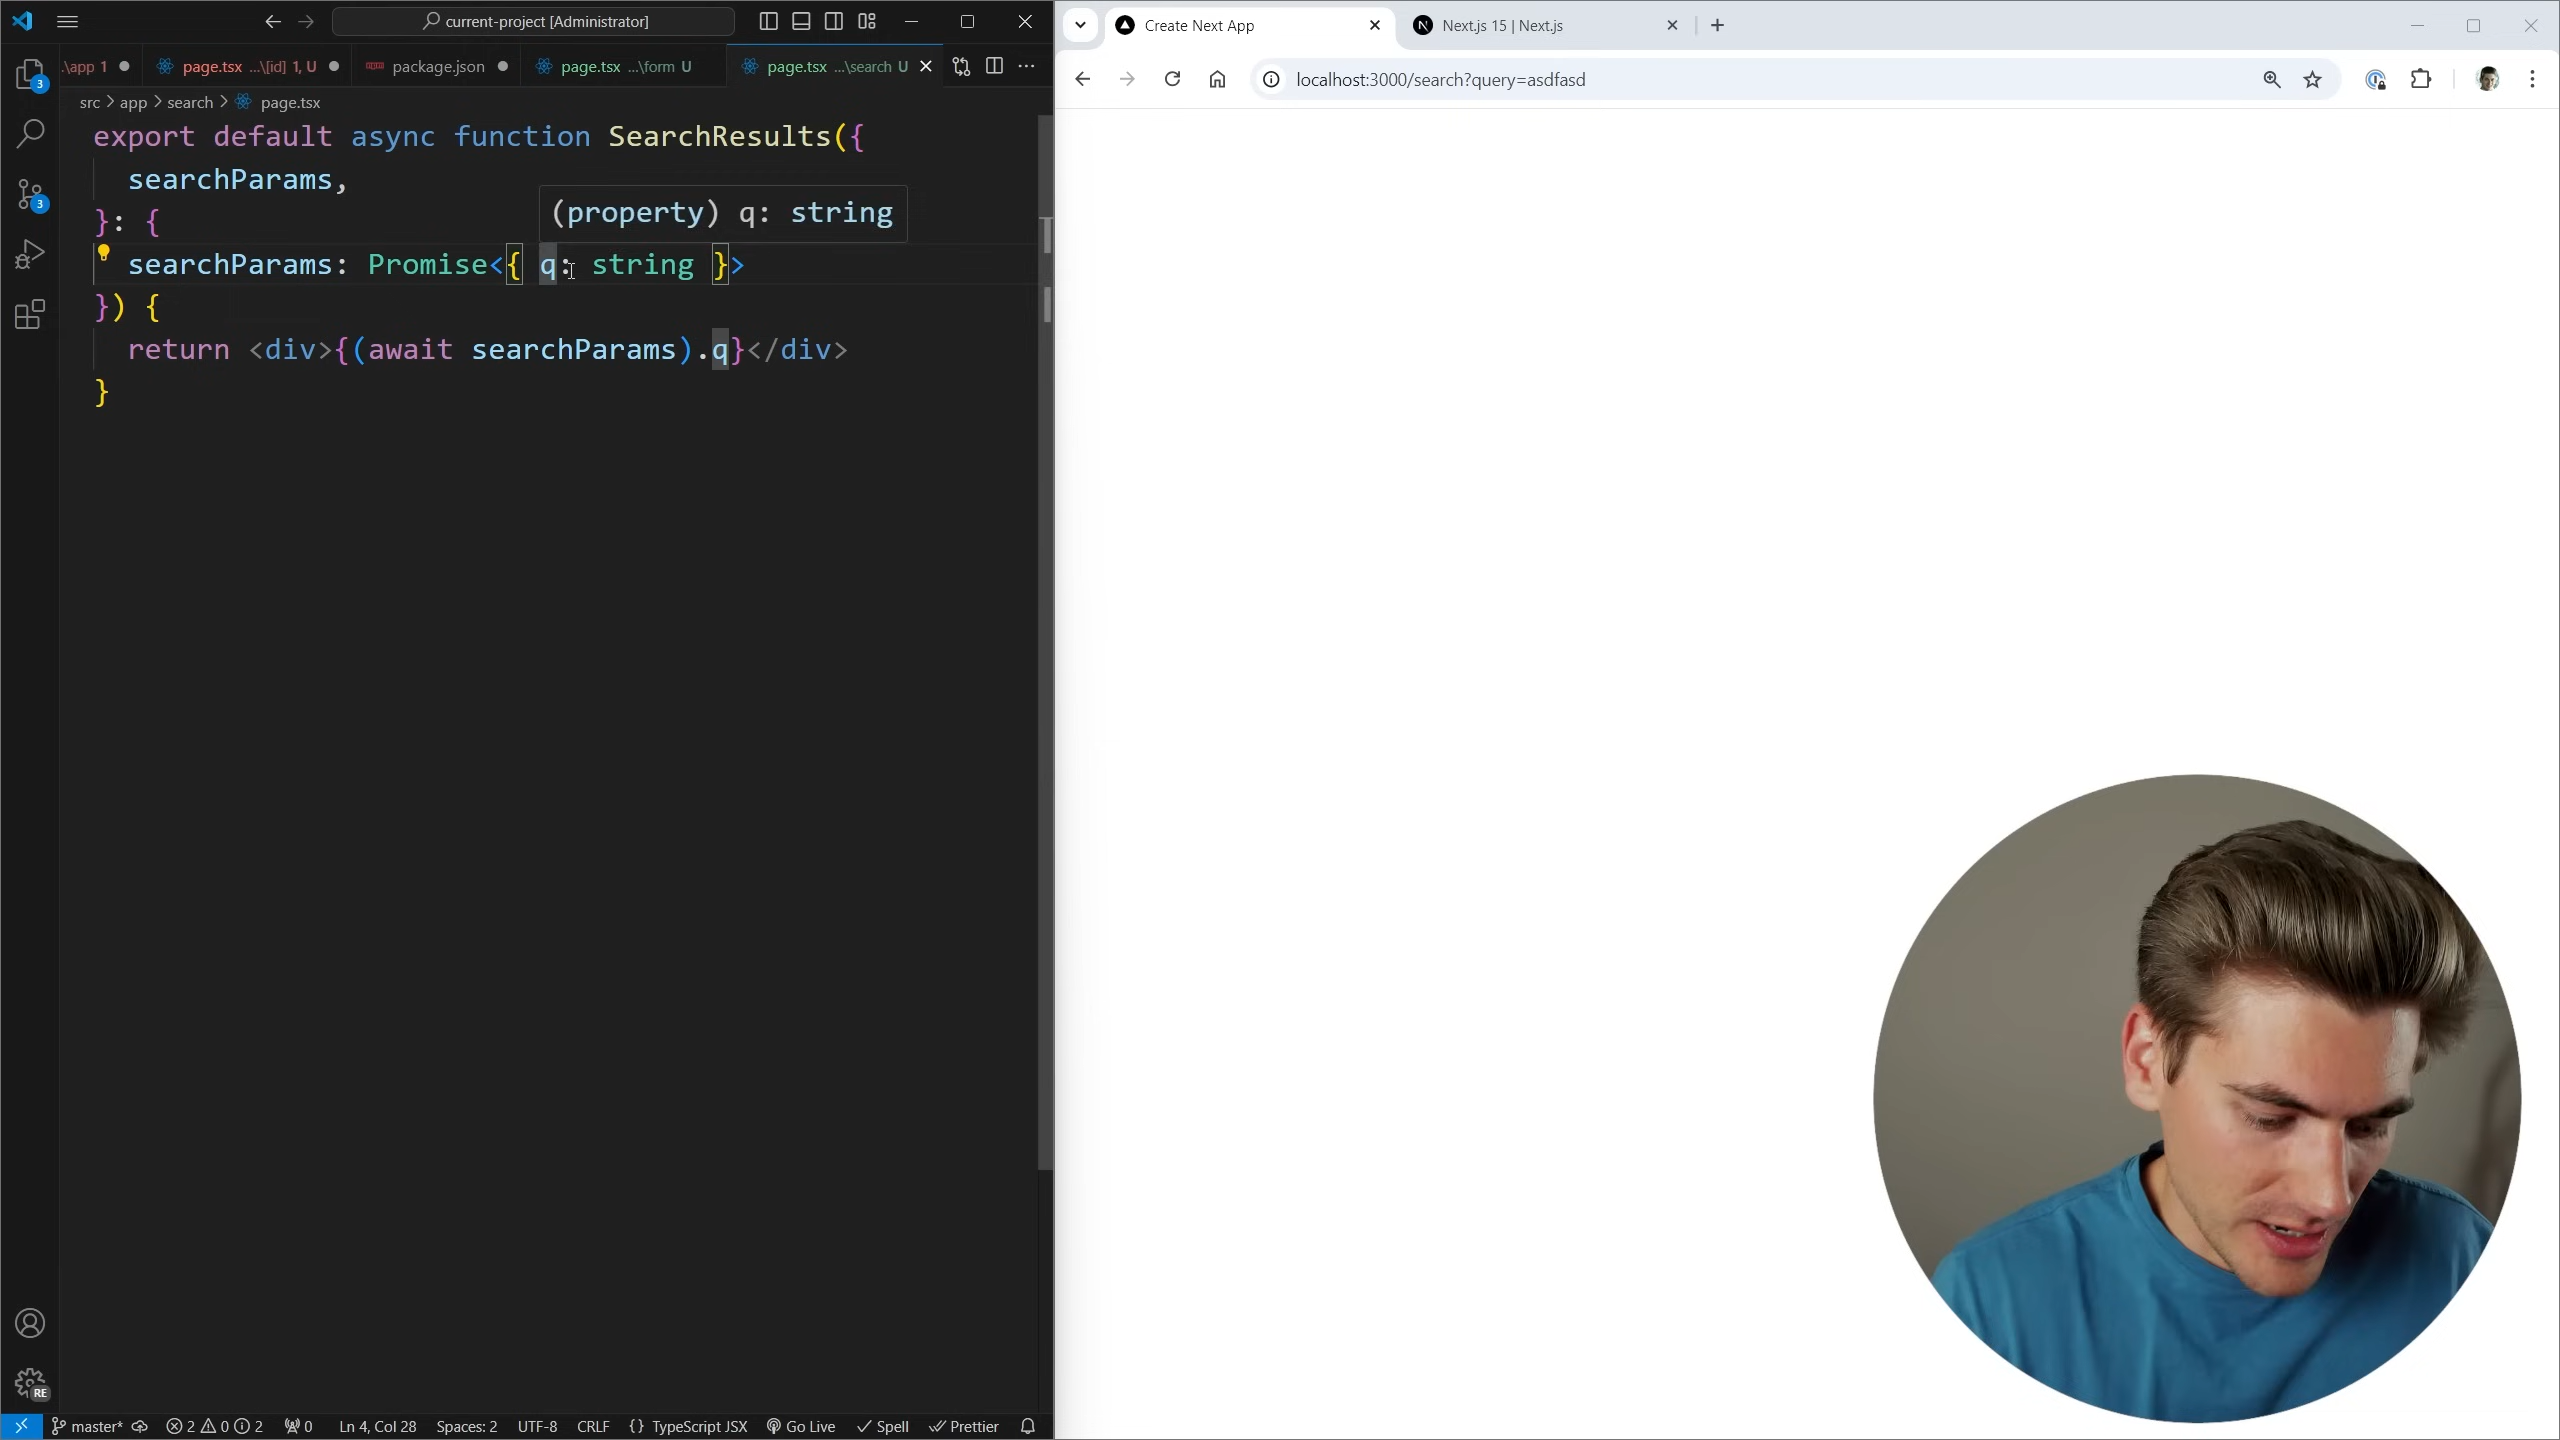 current-project [Administrator]
.\app 1
page.tsx ...\[id] 1, U
package.json
page.tsx ...\form U
page.tsx ...\search U
src > app > search > page.tsx
export default async function SearchResults({
searchParams,
}: {
(property) q: string
searchParams: Promise<{ q: string }>
}) {
return <div>{(await searchParams).q}</div>
}
3
3
RE
master*
2 0 2
0
Ln 4, Col 28
Spaces: 2
UTF-8
CRLF
{ } TypeScript JSX
Go Live
Spell
Prettier
Create Next App
N
Next.js 15 | Next.js
localhost:3000/search?query=asdfasd